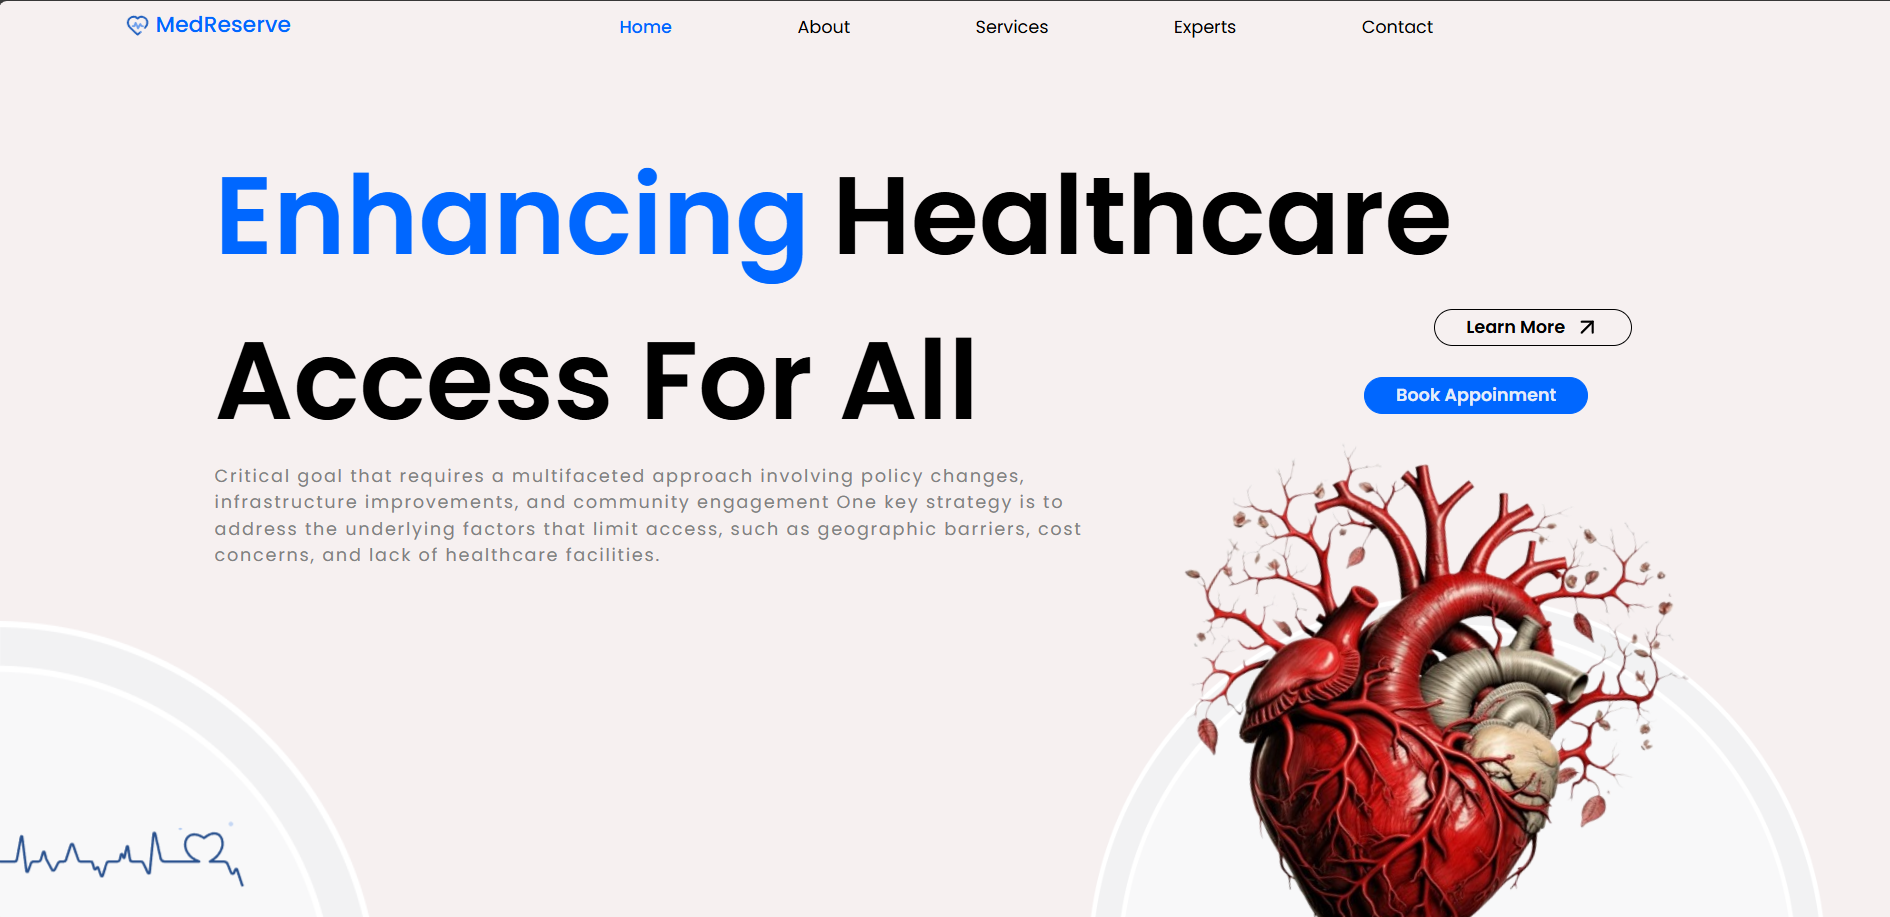 MedReserve
Home
About
Services
Experts
Contact
Enhancing Healthcare
Access For All
Learn More
Book Appoinment
Critical goal that requires a multifaceted approach involving policy changes,
infrastructure improvements, and community engagement One key strategy is to
address the underlying factors that limit access, such as geographic barriers, cost
concerns, and lack of healthcare facilities.